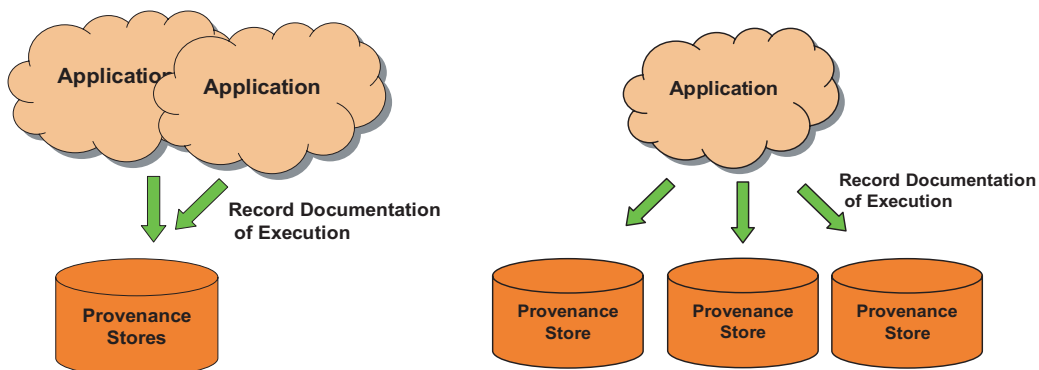 Application
Application
Record Documentation
of Execution
Provenance
Stores
Application
Record Documentation
of Execution
Provenance
Store
Provenance
Store
Provenance
Store